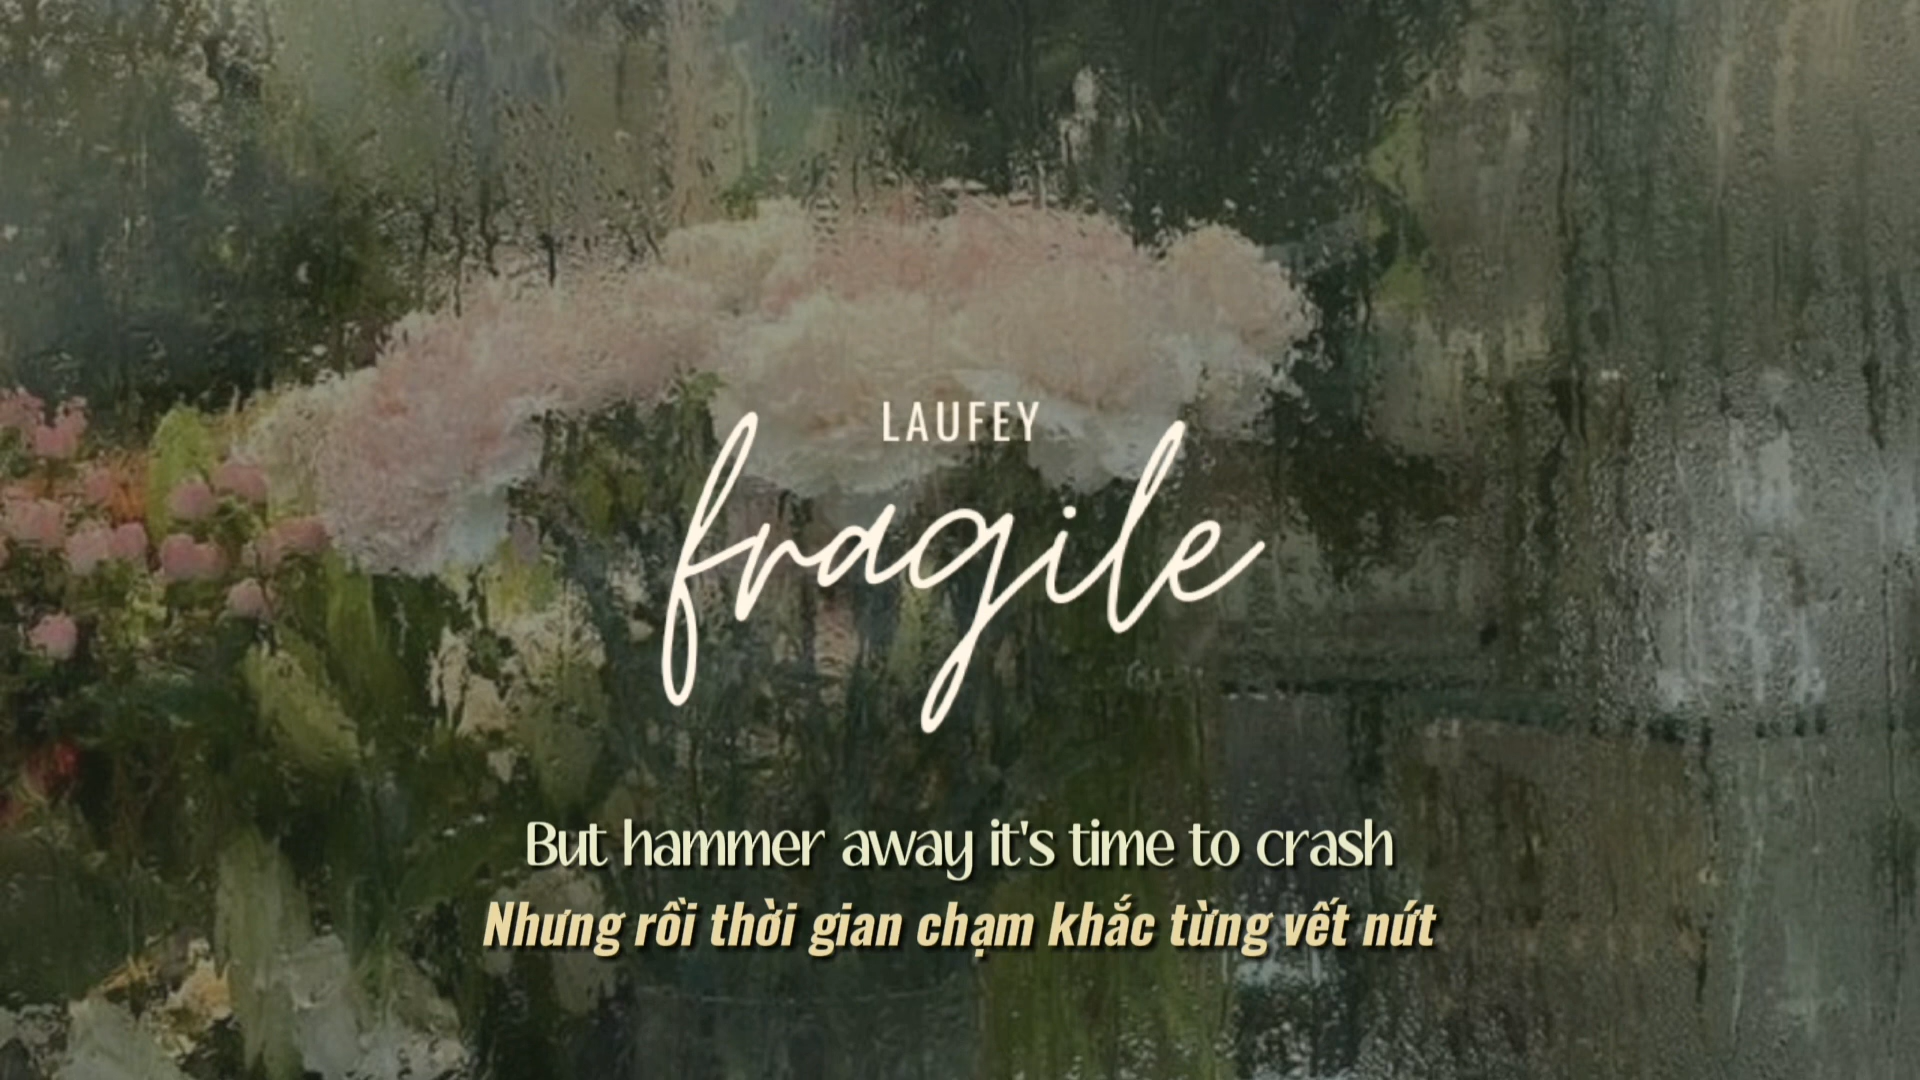 LAUFEY
fragile
But hammer away it's time to crash
Nhưng rồi thời gian chạm khắc từng vết nứt